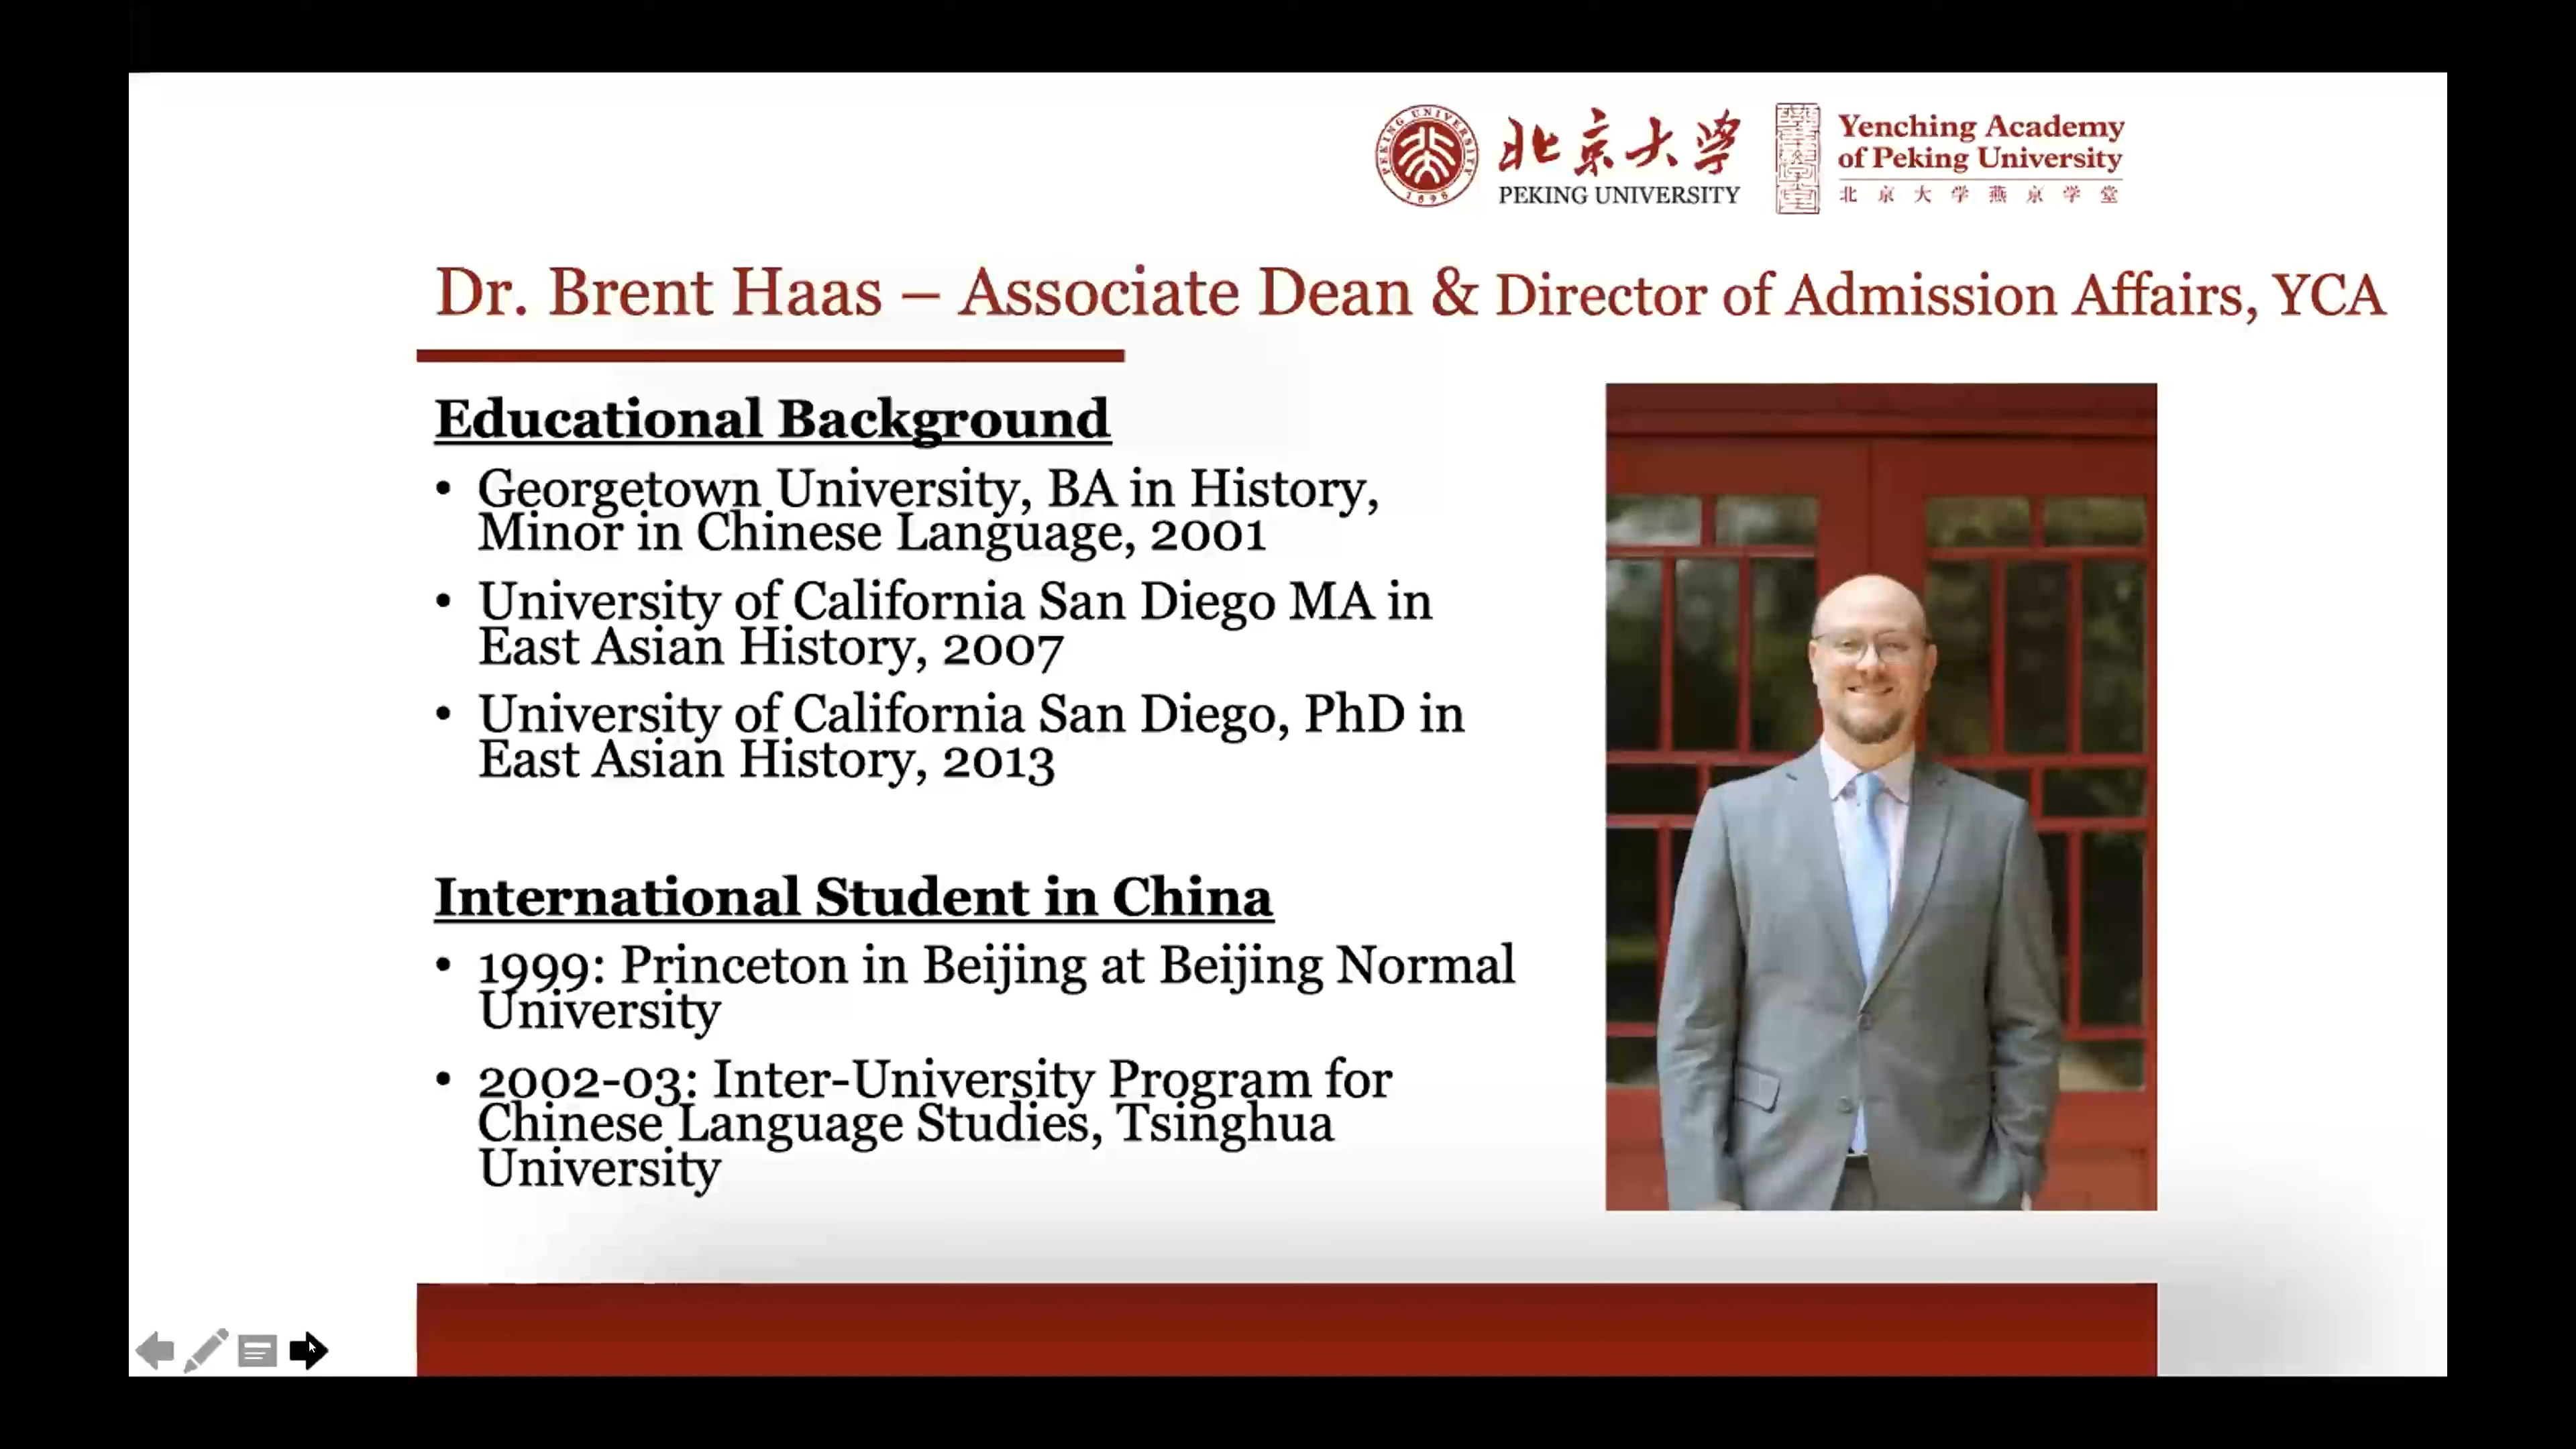 PEKING UNIVERSITY
1898
北京大学
PEKING UNIVERSITY
Yenching Academy
of Peking University
北京大学燕京学堂
Dr. Brent Haas – Associate Dean & Director of Admission Affairs, YCA
Educational Background
• Georgetown University, BA in History,
Minor in Chinese Language, 2001
• University of California San Diego MA in
East Asian History, 2007
• University of California San Diego, PhD in
East Asian History, 2013
International Student in China
• 1999: Princeton in Beijing at Beijing Normal
University
• 2002-03: Inter-University Program for
Chinese Language Studies, Tsinghua
University